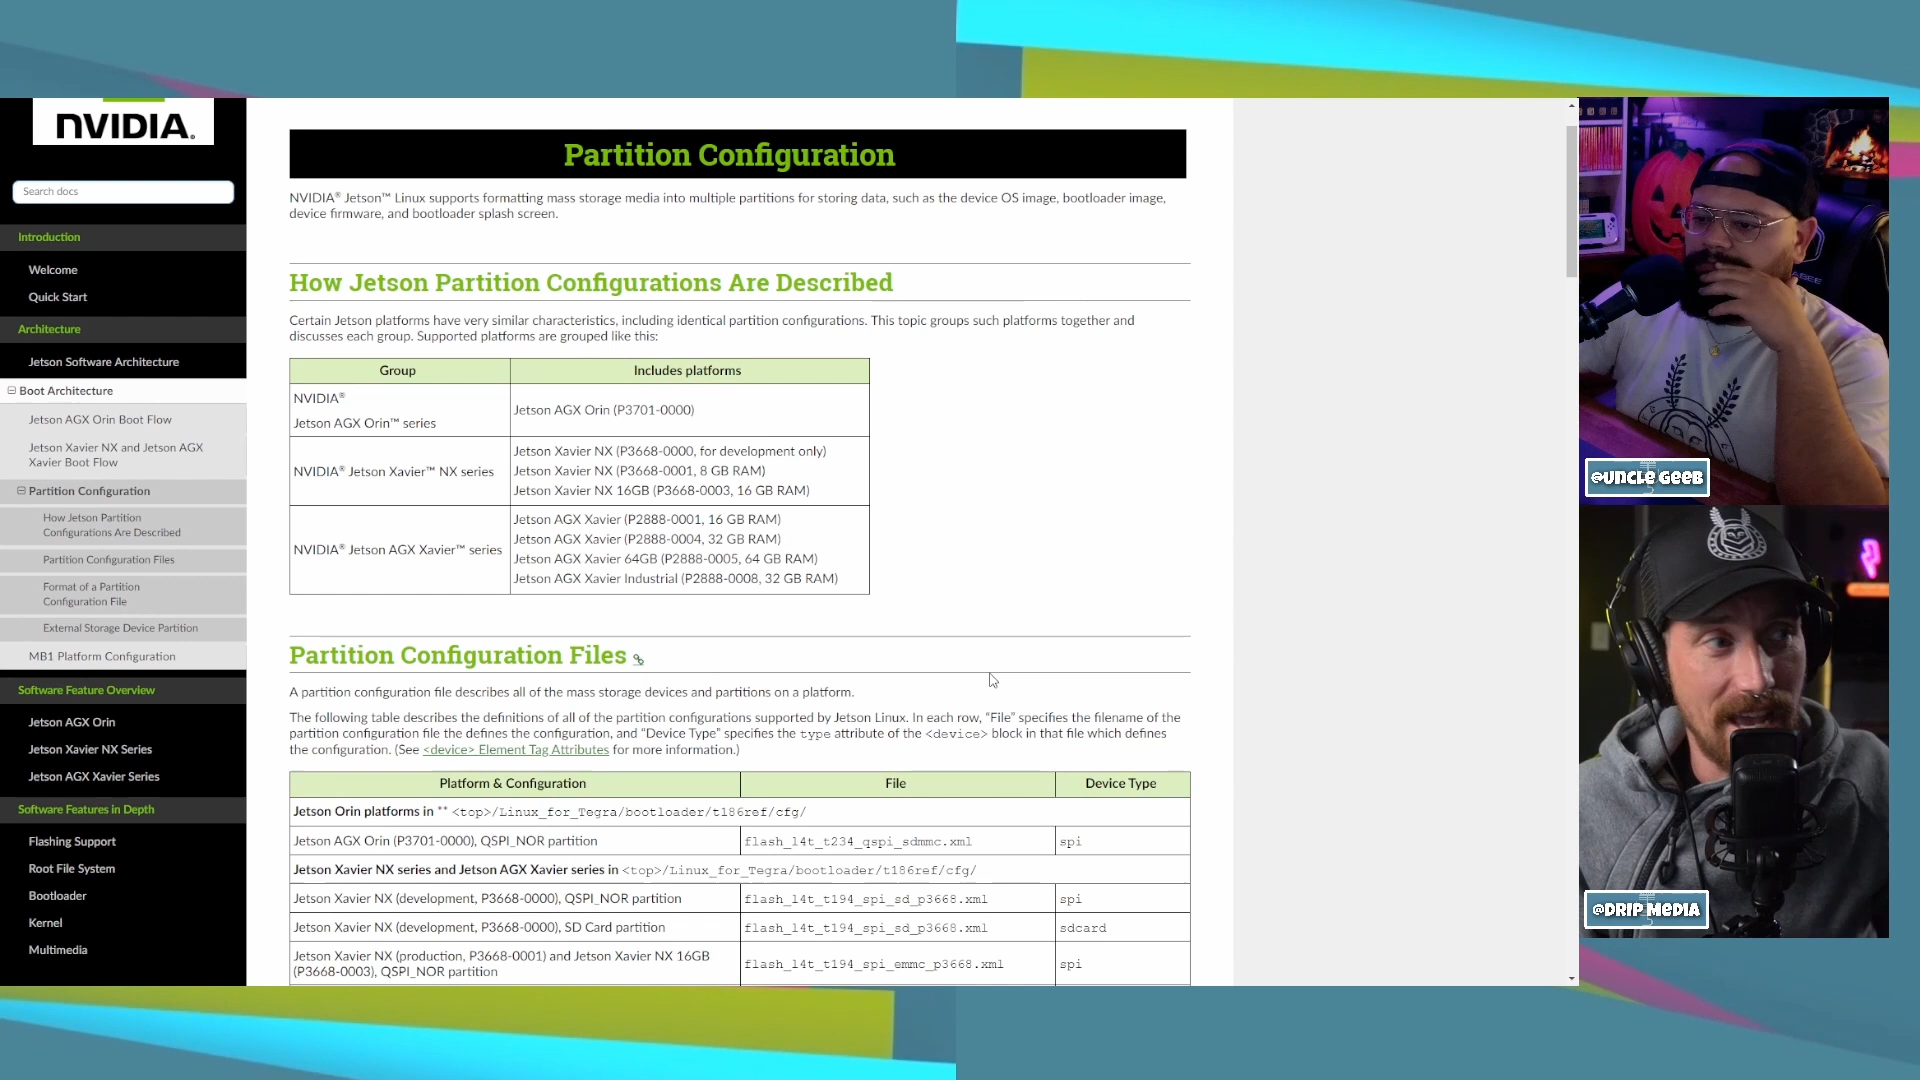 NVIDIA.
Search docs
Introduction
Welcome
Quick Start
Architecture
Jetson Software Architecture
Boot Architecture
Jetson AGX Orin Boot Flow
Jetson Xavier NX and Jetson AGX
Xavier Boot Flow
Partition Configuration
How Jetson Partition
Configurations Are Described
Partition Configuration Files
Format of a Partition
Configuration File
External Storage Device Partition
MB1 Platform Configuration
Software Feature Overview
Jetson AGX Orin
Jetson Xavier NX Series
Jetson AGX Xavier Series
Software Features in Depth
Flashing Support
Root File System
Bootloader
Kernel
Multimedia
Partition Configuration
NVIDIA® Jetson™ Linux supports formatting mass storage media into multiple partitions for storing data, such as the device OS image, bootloader image,
device firmware, and bootloader splash screen.
How Jetson Partition Configurations Are Described
Certain Jetson platforms have very similar characteristics, including identical partition configurations. This topic groups such platforms together and
discusses each group. Supported platforms are grouped like this:
Group Includes platforms
NVIDIA®
Jetson AGX Orin™ series
Jetson AGX Orin (P3701-0000)
NVIDIA® Jetson Xavier™ NX series
Jetson Xavier NX (P3668-0000, for development only)
Jetson Xavier NX (P3668-0001, 8 GB RAM)
Jetson Xavier NX 16GB (P3668-0003, 16 GB RAM)
NVIDIA® Jetson AGX Xavier™ series
Jetson AGX Xavier (P2888-0001, 16 GB RAM)
Jetson AGX Xavier (P2888-0004, 32 GB RAM)
Jetson AGX Xavier 64GB (P2888-0005, 64 GB RAM)
Jetson AGX Xavier Industrial (P2888-0008, 32 GB RAM)
Partition Configuration Files
A partition configuration file describes all of the mass storage devices and partitions on a platform.
The following table describes the definitions of all of the partition configurations supported by Jetson Linux. In each row, “File” specifies the filename of the
partition configuration file the defines the configuration, and “Device Type” specifies the type attribute of the <device> block in that file which defines
the configuration. (See <device> Element Tag Attributes for more information.)
Platform & Configuration File Device Type
Jetson Orin platforms in ** <top>/Linux_for_Tegra/bootloader/t186ref/cfg/
Jetson AGX Orin (P3701-0000), QSPI_NOR partition flash_l4t_t234_qspi_sdmmc.xml spi
Jetson Xavier NX series and Jetson AGX Xavier series in <top>/Linux_for_Tegra/bootloader/t186ref/cfg/
Jetson Xavier NX (development, P3668-0000), QSPI_NOR partition flash_l4t_t194_spi_sd_p3668.xml spi
Jetson Xavier NX (development, P3668-0000), SD Card partition flash_l4t_t194_spi_sd_p3668.xml sdcard
Jetson Xavier NX (production, P3668-0001) and Jetson Xavier NX 16GB
(P3668-0003), QSPI_NOR partition
flash_l4t_t194_spi_emmc_p3668.xml spi
@UNCLE GEEB
@DRIP MEDIA